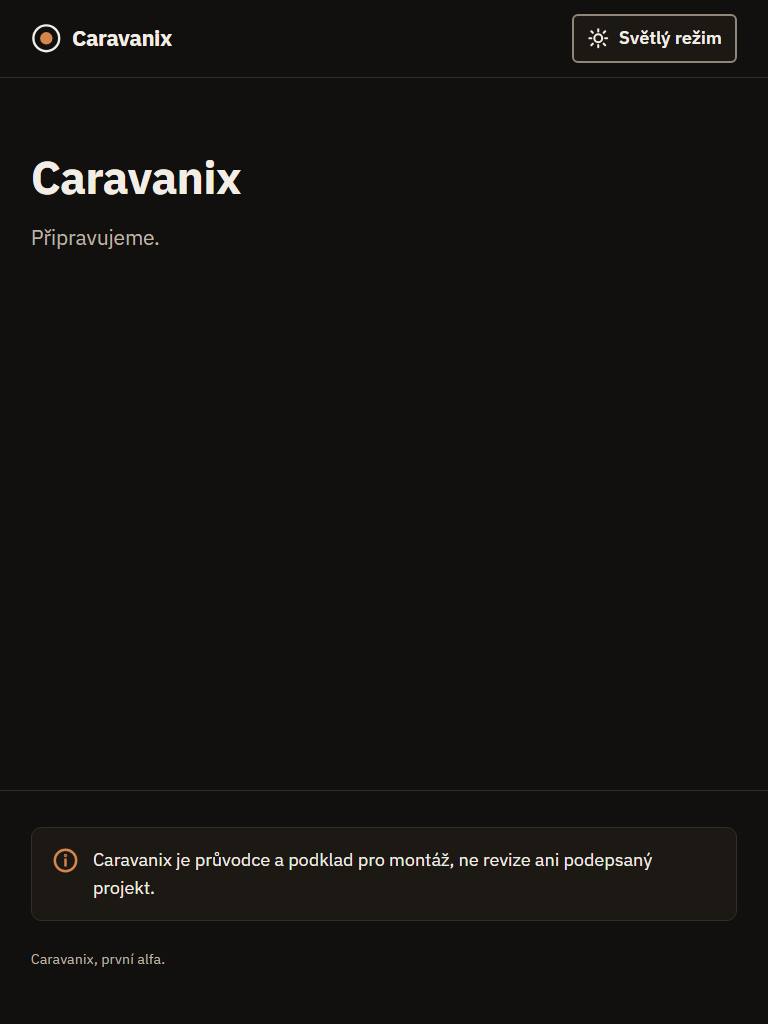 Caravanix
Světlý režim
Caravanix
Připravujeme.
Caravanix je průvodce a podklad pro montáž, ne revize ani podepsaný
projekt.
Caravanix, první alfa.